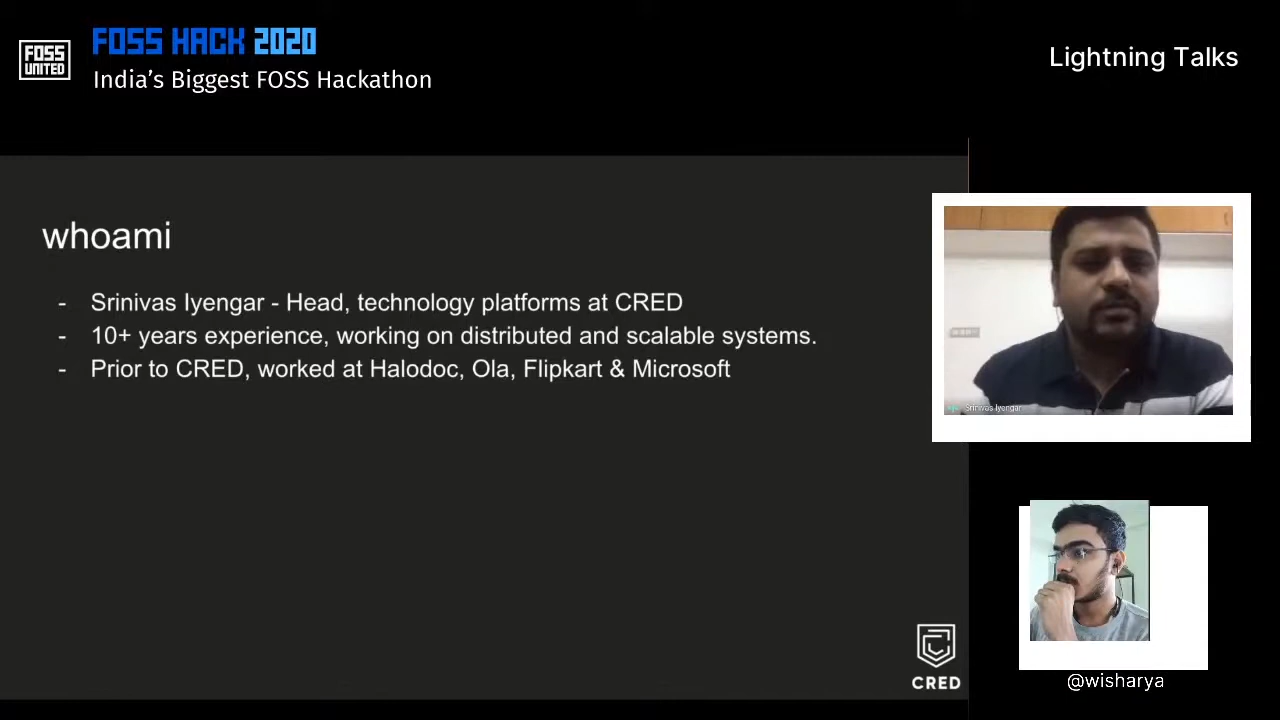 FOSS UNITED
FOSS HACK 2020
India’s Biggest FOSS Hackathon
Lightning Talks
whoami
- Srinivas Iyengar - Head, technology platforms at CRED
- 10+ years experience, working on distributed and scalable systems.
- Prior to CRED, worked at Halodoc, Ola, Flipkart & Microsoft
Srinivas Iyengar
CRED
@wisharya